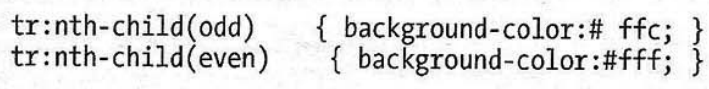 tr:nth-child(odd) { background-color:# ffc; }
tr:nth-child(even) { background-color:#fff; }